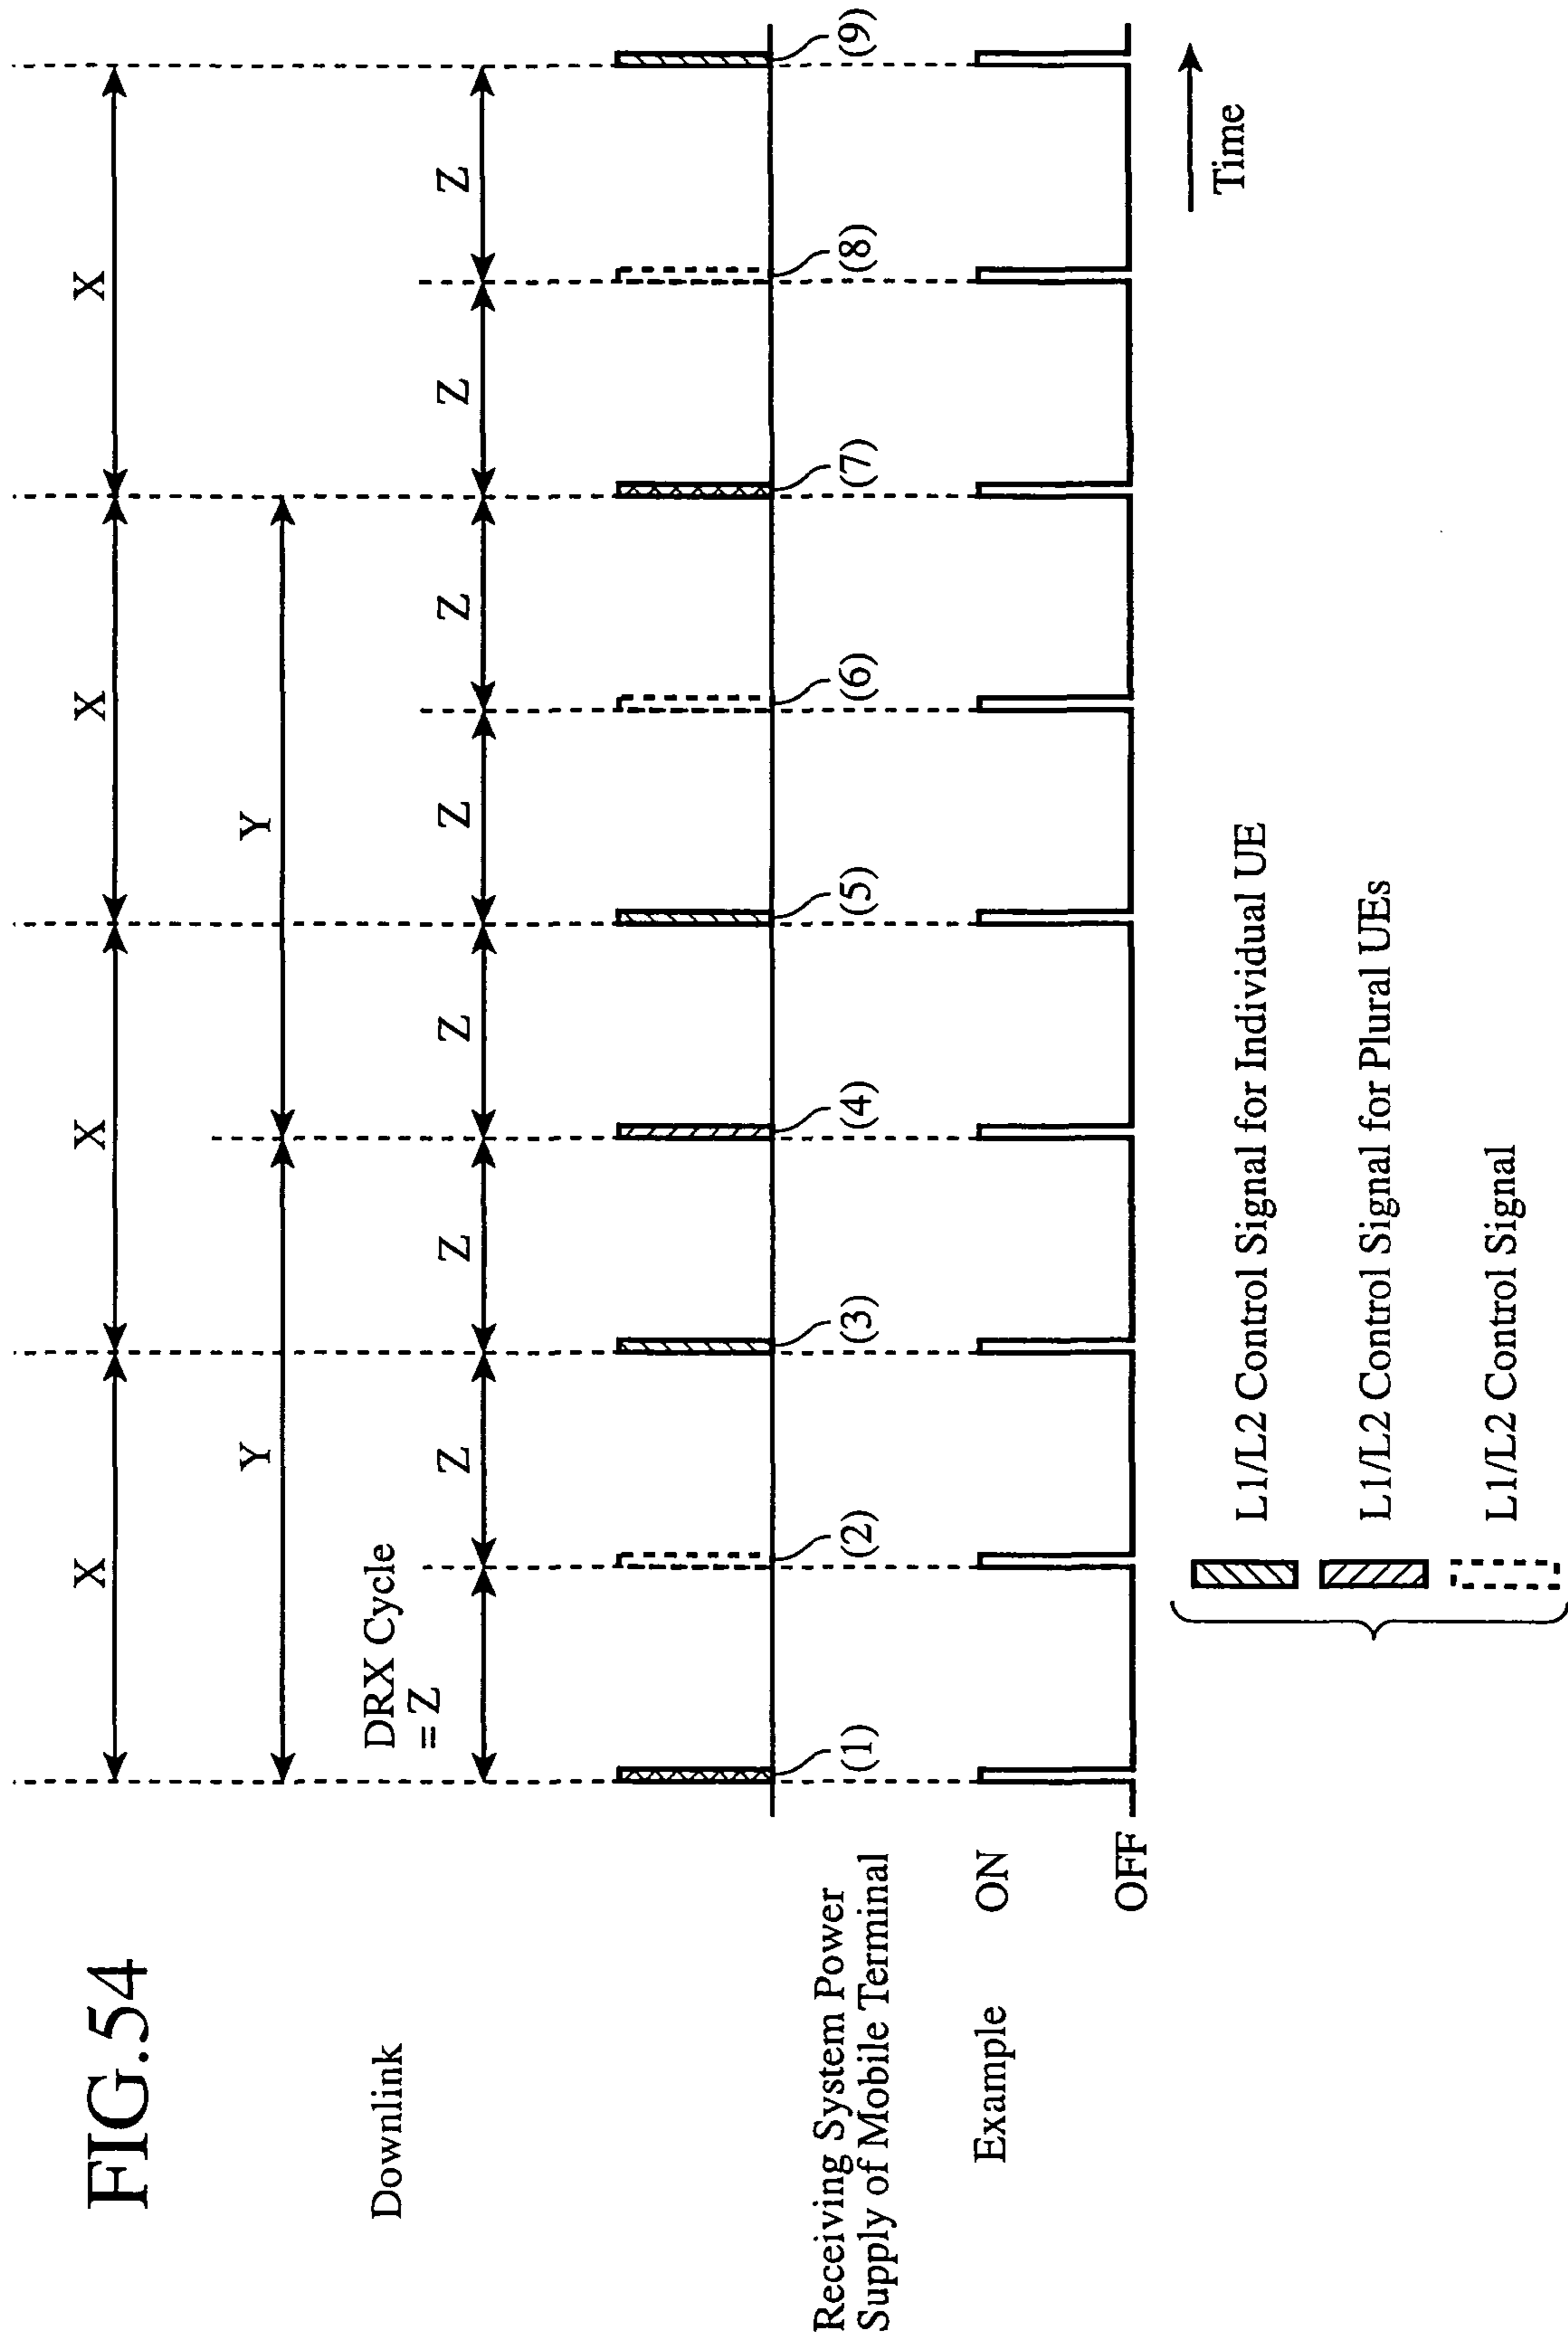 FIG.54
X
X
X
X
Y
Y
Downlink
DRX Cycle
= Z
Z
Z
Z
Z
Z
Z
Z
(1)
(2)
(3)
(4)
(5)
(6)
(7)
(8)
(9)
Receiving System Power
Supply of Mobile Terminal
Example
ON
OFF
Time
L1/L2 Control Signal for Individual UE
L1/L2 Control Signal for Plural UEs
L1/L2 Control Signal